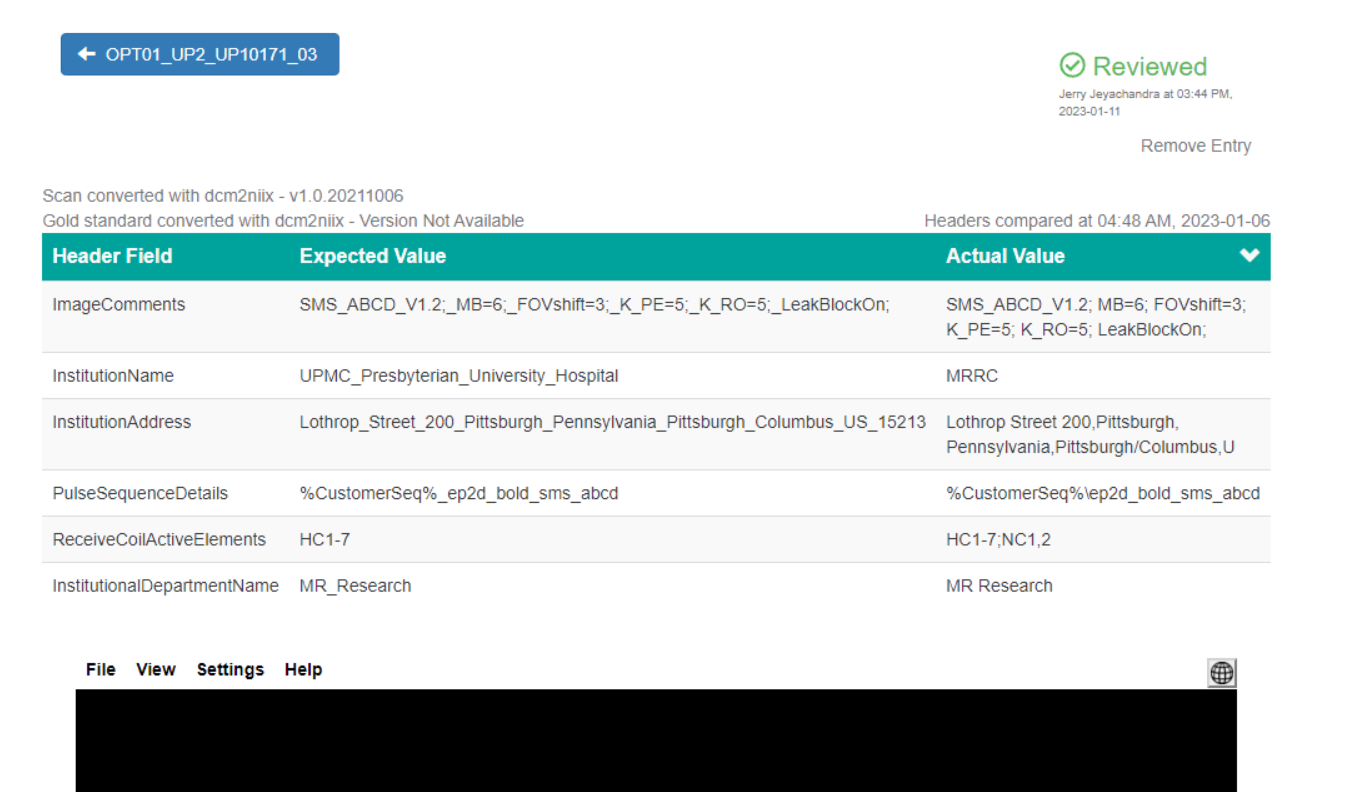 OPT01_UP2_UP10171_03
Reviewed
Jerry Jeyachandra at 03:44 PM,
2023-01-11
Remove Entry
Scan converted with dcm2niix - v1.0.20211006
Gold standard converted with dcm2niix - Version Not Available
Headers compared at 04:48 AM, 2023-01-06
Header Field Expected Value Actual Value
ImageComments SMS_ABCD_V1.2;_MB=6;_FOVshift=3;_K_PE=5;_K_RO=5;_LeakBlockOn; SMS_ABCD_V1.2; MB=6; FOVshift=3;
K_PE=5; K_RO=5; LeakBlockOn;
InstitutionName UPMC_Presbyterian_University_Hospital MRRC
InstitutionAddress Lothrop_Street_200_Pittsburgh_Pennsylvania_Pittsburgh_Columbus_US_15213 Lothrop Street 200,Pittsburgh,
Pennsylvania,Pittsburgh/Columbus,U
PulseSequenceDetails %CustomerSeq%_ep2d_bold_sms_abcd %CustomerSeq%\ep2d_bold_sms_abcd
ReceiveCoilActiveElements HC1-7 HC1-7;NC1,2
InstitutionalDepartmentName MR_Research MR Research
File View Settings Help